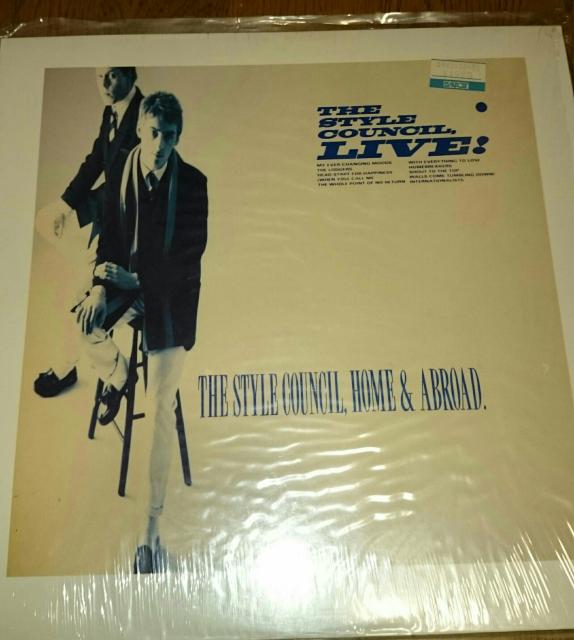 THE
STYLE
COUNCIL,
LIVE!
MY EVER CHANGING MOODS
THE LODGERS
HEAD START FOR HAPPINESS
(WHEN YOU) CALL ME
THE WHOLE POINT OF NO RETURN
WITH EVERYTHING TO LOSE
HOMEBREAKERS
SHOUT TO THE TOP
WALLS COME TUMBLING DOWN!
INTERNATIONALISTS
THE STYLE COUNCIL, HOME & ABROAD.